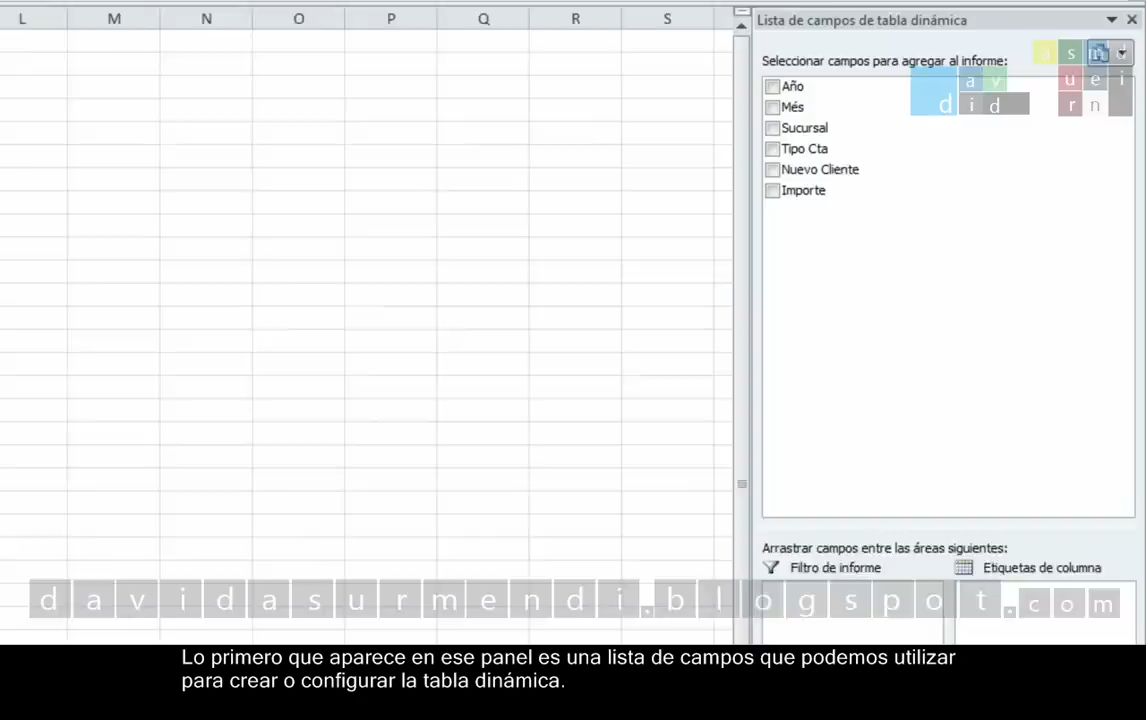 L M N O P Q R S
Lista de campos de tabla dinámica
Seleccionar campos para agregar al informe:
Año
Més
Sucursal
Tipo Cta
Nuevo Cliente
Importe
david
asurmendi
Arrastrar campos entre las áreas siguientes:
Filtro de informe Etiquetas de columna
davidasurmendi.blogspot.com
Lo primero que aparece en ese panel es una lista de campos que podemos utilizar
para crear o configurar la tabla dinámica.